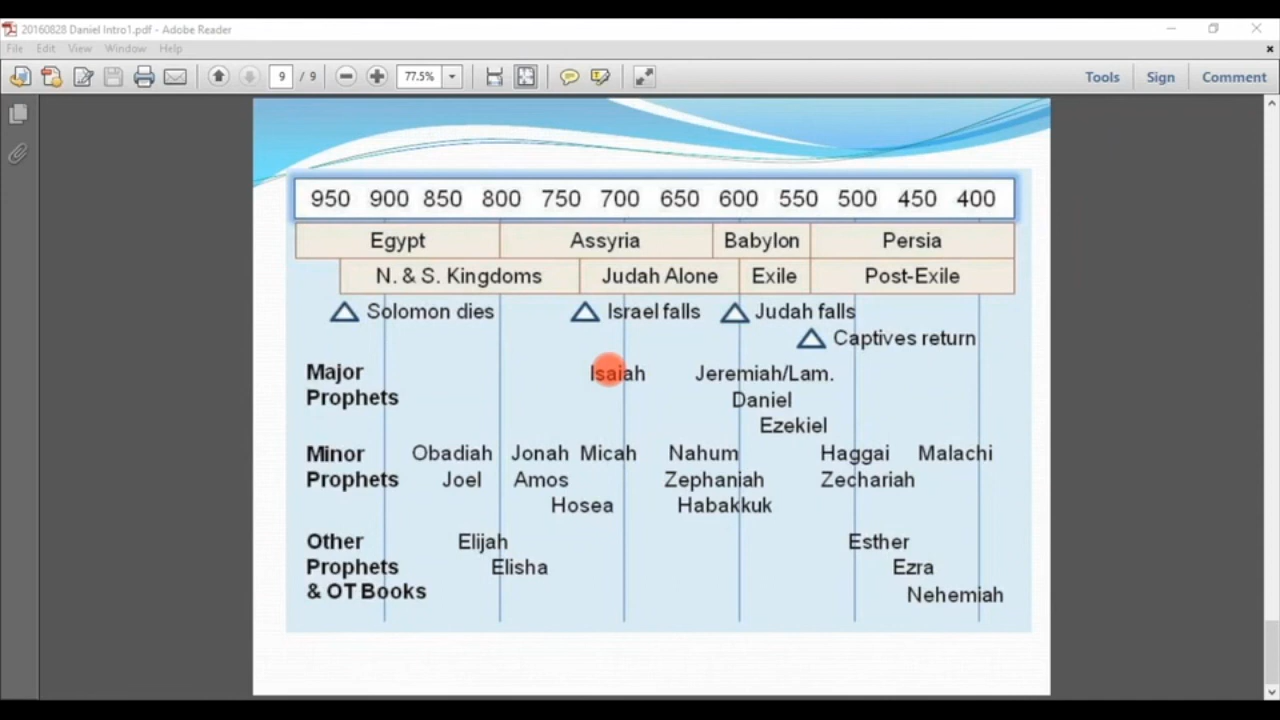 20160828 Daniel Intro1.pdf - Adobe Reader
File Edit View Window Help
9 / 9 77.5% Tools Sign Comment
950 900 850 800 750 700 650 600 550 500 450 400
Egypt Assyria Babylon Persia
N. & S. Kingdoms Judah Alone Exile Post-Exile
Solomon dies Israel falls Judah falls
Captives return
Major Isaiah Jeremiah/Lam.
Prophets Daniel
Ezekiel
Minor Obadiah Jonah Micah Nahum Haggai Malachi
Prophets Joel Amos Zephaniah Zechariah
Hosea Habakkuk
Other Elijah Esther
Prophets Elisha Ezra
& OT Books Nehemiah